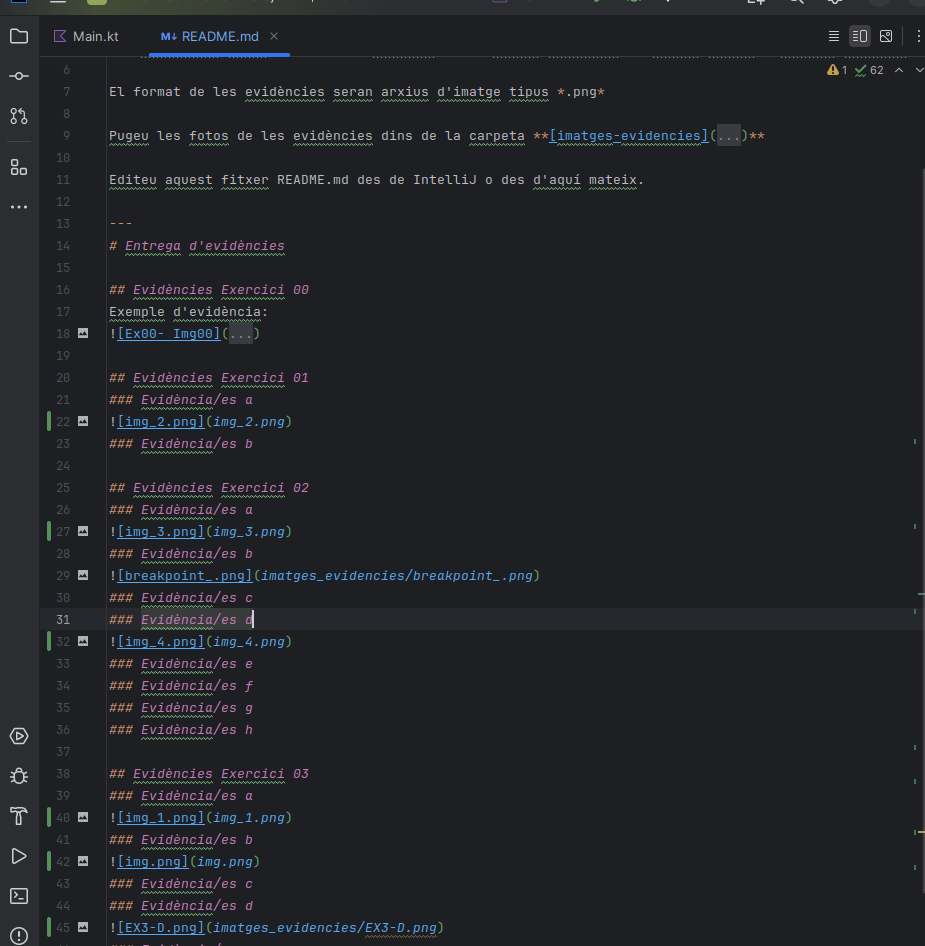 Main.kt
M↓ README.md ×
1 62
6
7 El format de les evidències seran arxius d'imatge tipus *.png*
8
9 Pugeu les fotos de les evidències dins de la carpeta **[imatges-evidencies](...)**
10
11 Editeu aquest fitxer README.md des de IntelliJ o des d'aquí mateix.
12
13 ---
14 # Entrega d'evidències
15
16 ## Evidències Exercici 00
17 Exemple d'evidència:
18 ![Ex00- Img00](...)
19
20 ## Evidències Exercici 01
21 ### Evidència/es a
22 ![img_2.png](img_2.png)
23 ### Evidència/es b
24
25 ## Evidències Exercici 02
26 ### Evidència/es a
27 ![img_3.png](img_3.png)
28 ### Evidència/es b
29 ![breakpoint_.png](imatges_evidencies/breakpoint_.png)
30 ### Evidència/es c
31 ### Evidència/es d
32 ![img_4.png](img_4.png)
33 ### Evidència/es e
34 ### Evidència/es f
35 ### Evidència/es g
36 ### Evidència/es h
37
38 ## Evidències Exercici 03
39 ### Evidència/es a
40 ![img_1.png](img_1.png)
41 ### Evidència/es b
42 ![img.png](img.png)
43 ### Evidència/es c
44 ### Evidència/es d
45 ![EX3-D.png](imatges_evidencies/EX3-D.png)